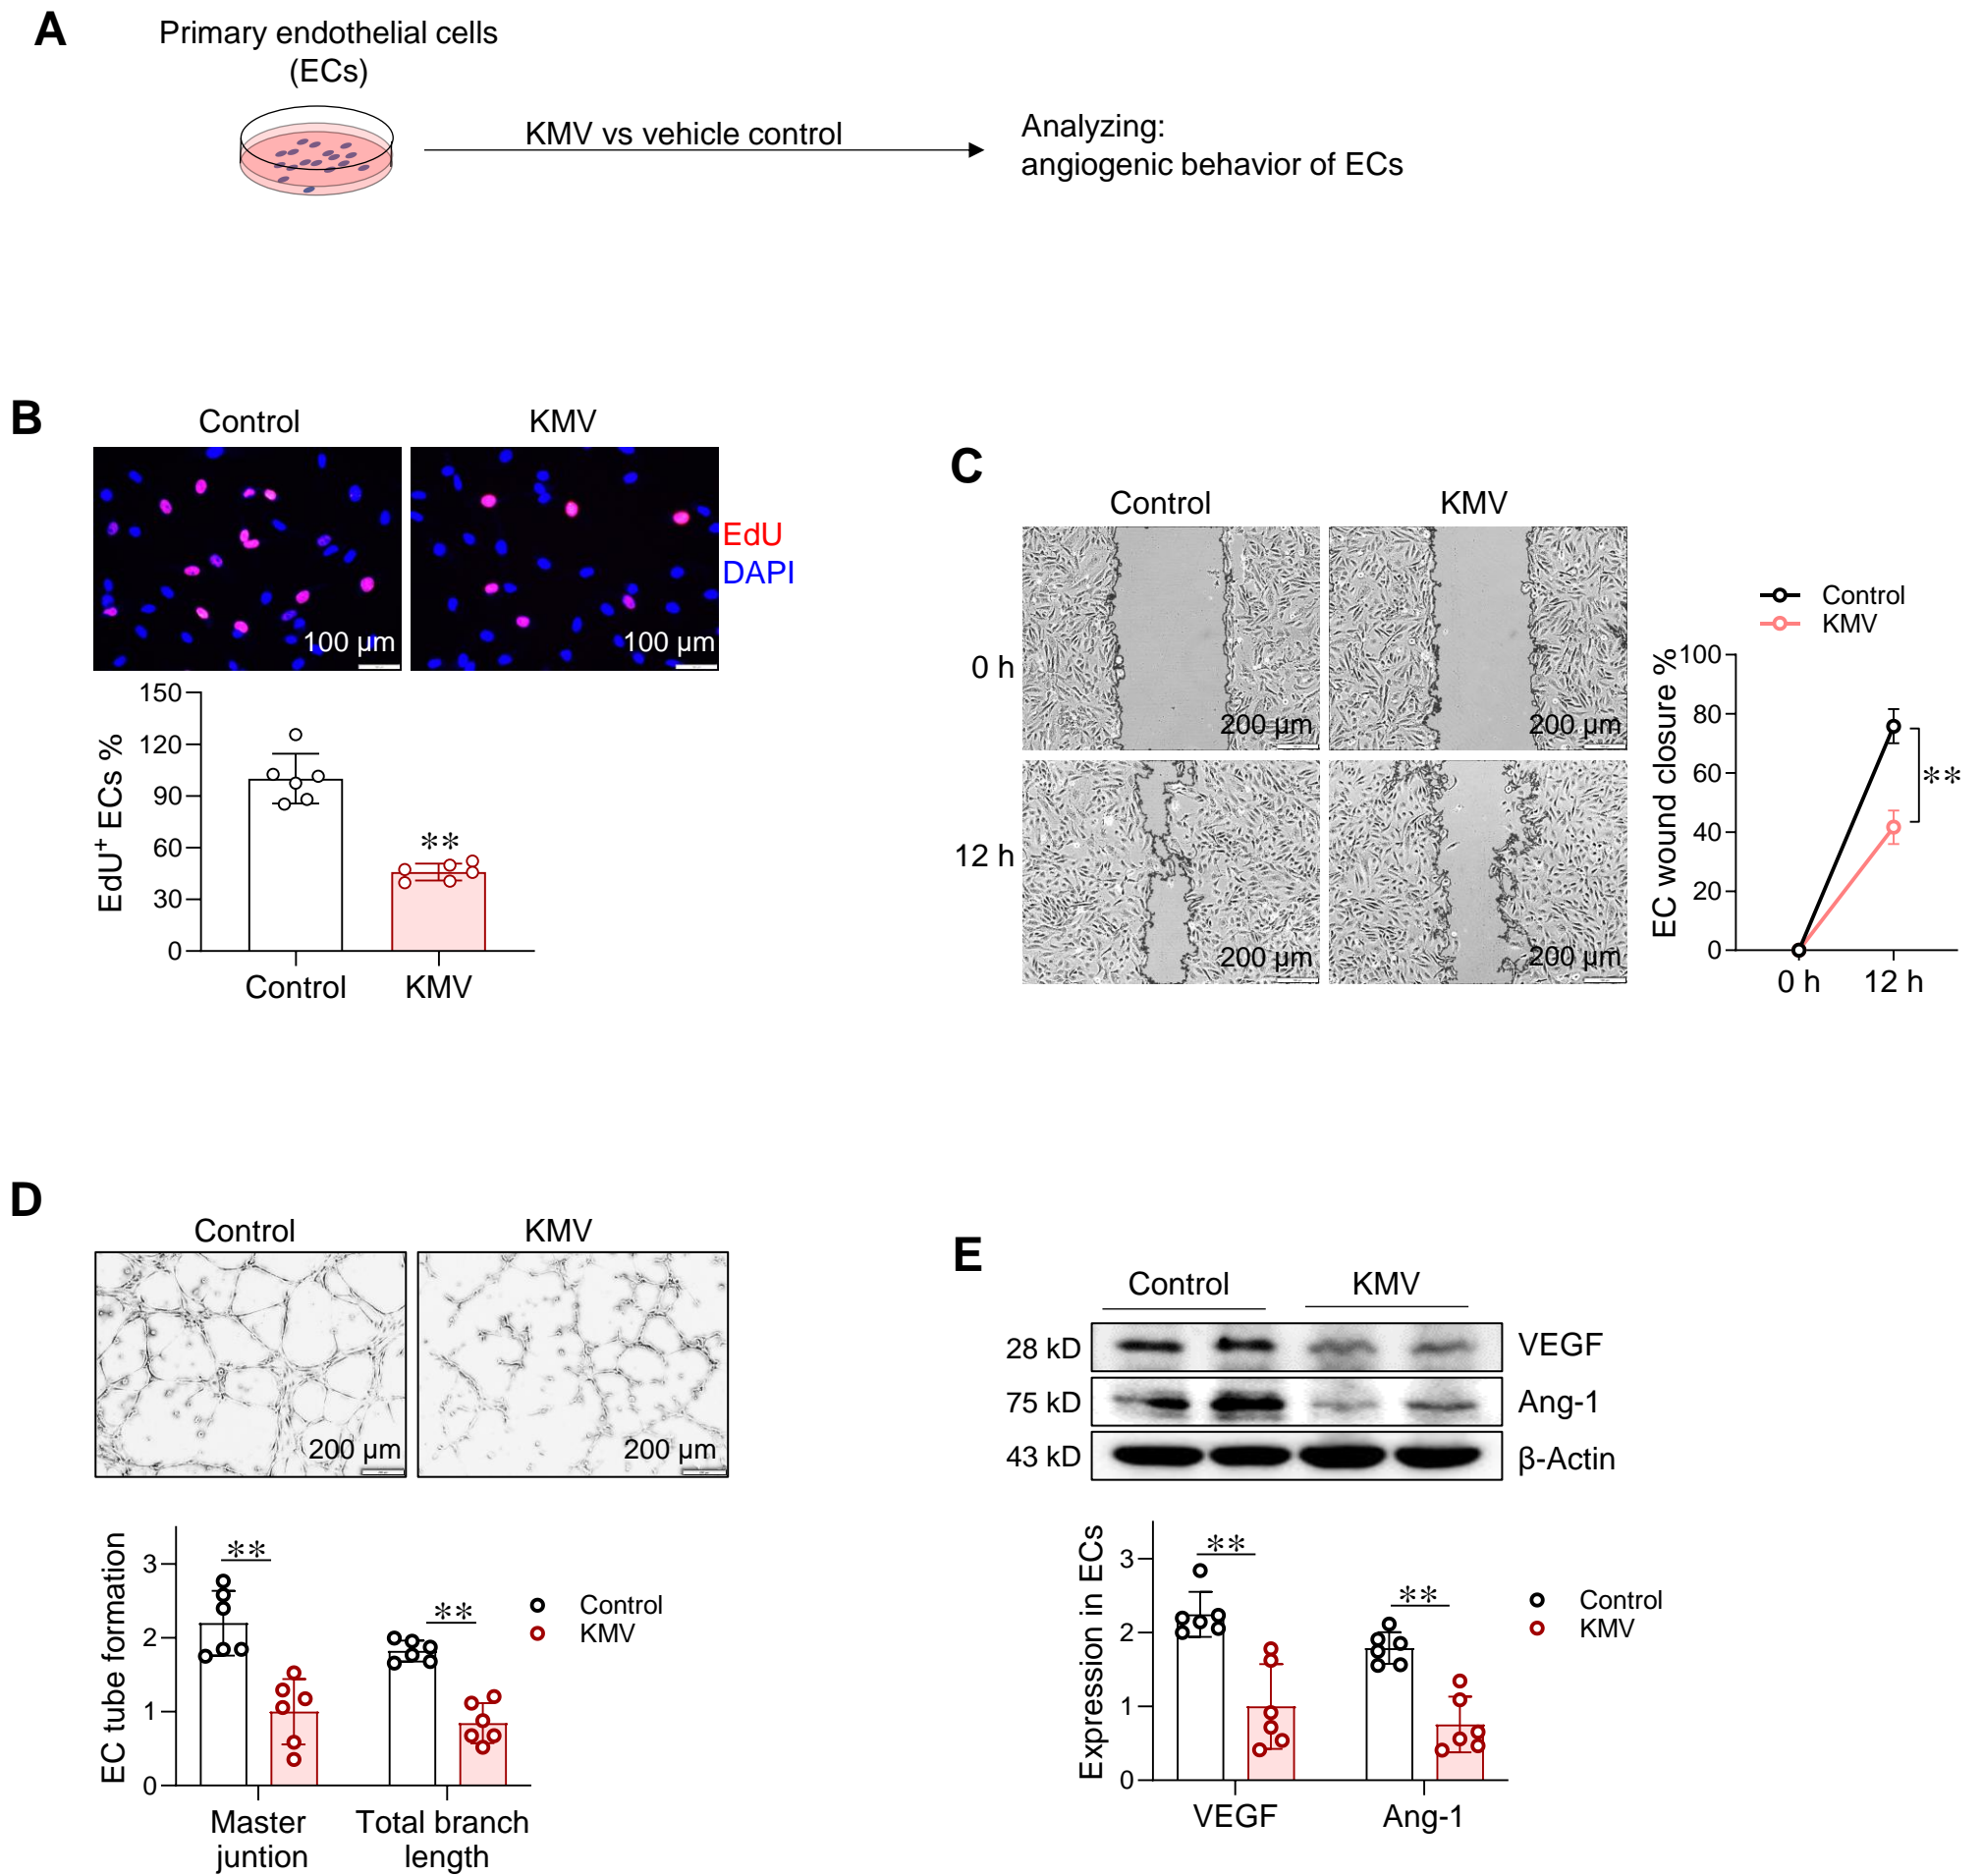 A
Primary endothelial cells
(ECs)
KMV vs vehicle control
Analyzing:
angiogenic behavior of ECs
B
Control
KMV
EdU
DAPI
100 μm
100 μm
EdU⁺ ECs %
150
120
90
60
30
0
**
Control
KMV
C
Control
KMV
0 h
200 μm
200 μm
12 h
200 μm
200 μm
Control
KMV
EC wound closure %
100
80
60
40
20
0
**
0 h
12 h
D
Control
KMV
200 μm
200 μm
EC tube formation
3
2
1
0
**
**
Control
KMV
Master
juntion
Total branch
length
E
Control
KMV
28 kD
VEGF
75 kD
Ang-1
43 kD
β-Actin
Expression in ECs
3
2
1
0
**
**
Control
KMV
VEGF
Ang-1